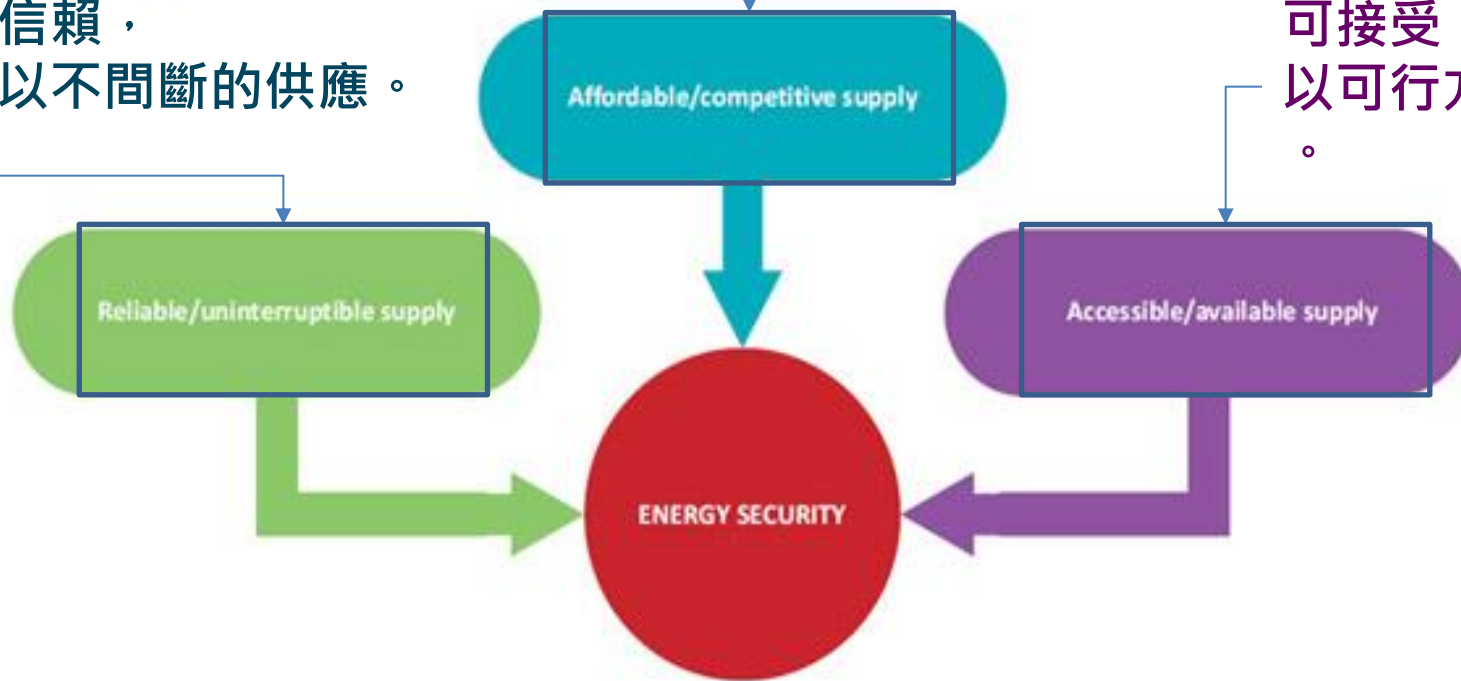 信賴，
以不間斷的供應。
可接受
以可行方
。
Affordable/competitive supply
Reliable/uninterruptible supply
Accessible/available supply
ENERGY SECURITY